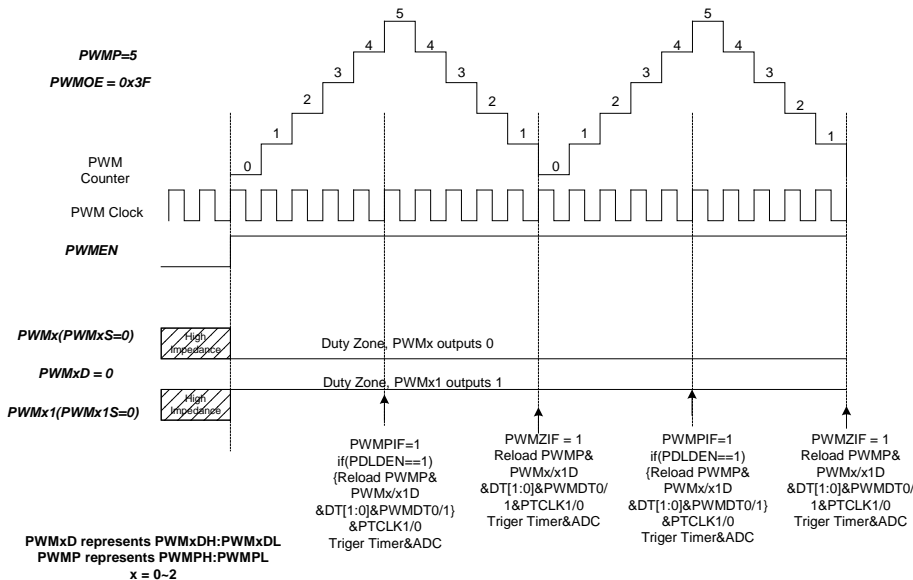 5 5
PWMP=5
4 4 4 4
PWMOE = 0x3F
3 3 3 3
2 2 2 2
1 1 1 1
0 0
PWM
Counter
PWM Clock
PWMEN
PWMx(PWMxS=0)
High
Impedance
Duty Zone, PWMx outputs 0
PWMxD = 0
Duty Zone, PWMx1 outputs 1
PWMx1(PWMx1S=0)
High
Impedance
PWMPIF=1
if(PDLDEN==1)
{Reload PWMP&
PWMx/x1D
&DT[1:0]&PWMDT0/1}
&PTCLK1/0
Triger Timer&ADC
PWMZIF = 1
Reload PWMP&
PWMx/x1D
&DT[1:0]&PWMDT0/
1&PTCLK1/0
Triger Timer&ADC
PWMPIF=1
if(PDLDEN==1)
{Reload PWMP&
PWMx/x1D
&DT[1:0]&PWMDT0/1}
&PTCLK1/0
Triger Timer&ADC
PWMZIF = 1
Reload PWMP&
PWMx/x1D
&DT[1:0]&PWMDT0/
1&PTCLK1/0
Triger Timer&ADC
PWMxD represents PWMxDH:PWMxDL
PWMP represents PWMPH:PWMPL
x = 0~2